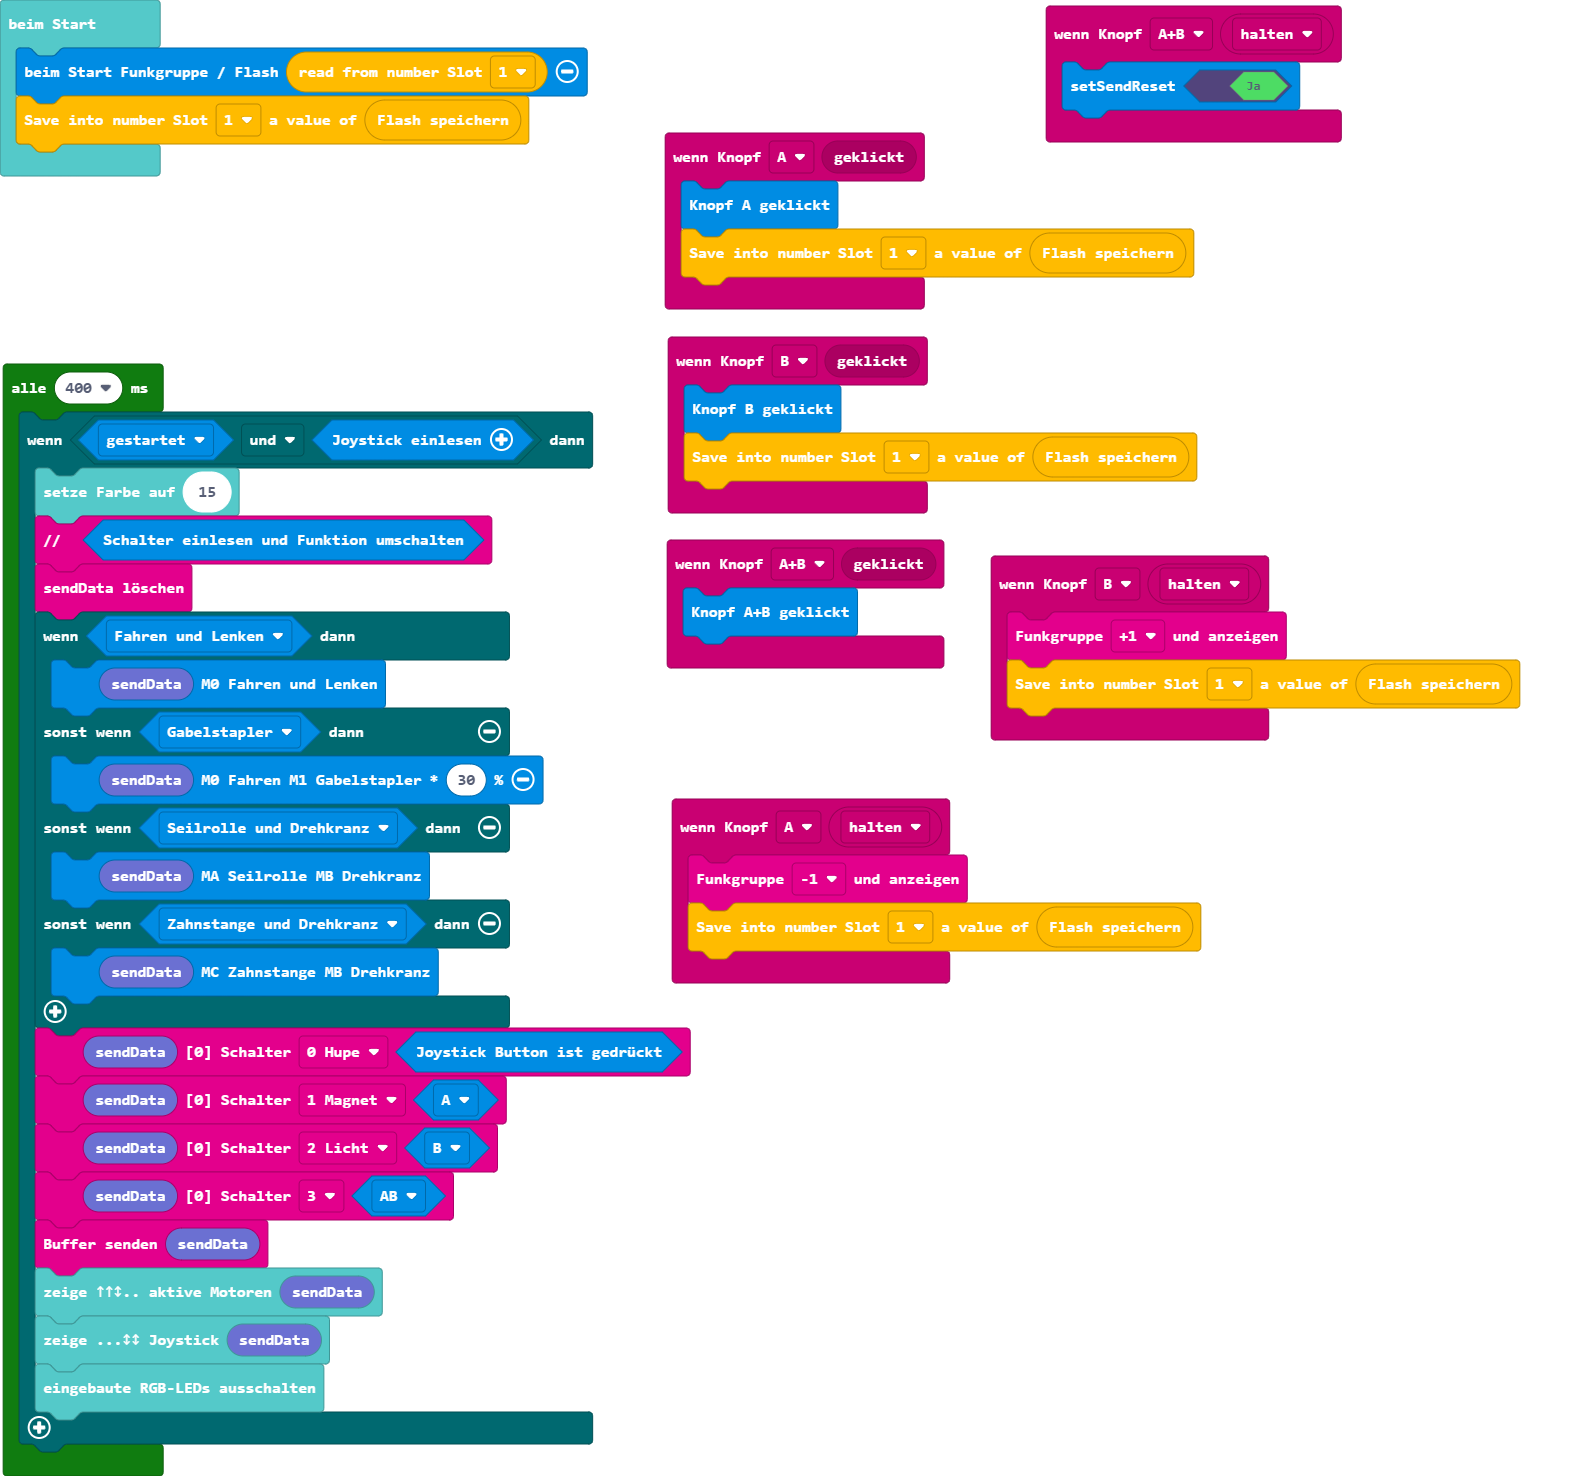 beim Start
beim Start Funkgruppe / Flash read from number Slot 1
Save into number Slot 1 a value of Flash speichern
wenn Knopf A+B halten
setSendReset Ja
wenn Knopf A geklickt
Knopf A geklickt
Save into number Slot 1 a value of Flash speichern
wenn Knopf B geklickt
Knopf B geklickt
Save into number Slot 1 a value of Flash speichern
wenn Knopf A+B geklickt
Knopf A+B geklickt
wenn Knopf B halten
Funkgruppe +1 und anzeigen
Save into number Slot 1 a value of Flash speichern
wenn Knopf A halten
Funkgruppe -1 und anzeigen
Save into number Slot 1 a value of Flash speichern
alle 400 ms
wenn gestartet und Joystick einlesen dann
setze Farbe auf 15
// Schalter einlesen und Funktion umschalten
sendData löschen
wenn Fahren und Lenken dann
sendData M0 Fahren und Lenken
sonst wenn Gabelstapler dann
sendData M0 Fahren M1 Gabelstapler * 30 %
sonst wenn Seilrolle und Drehkranz dann
sendData MA Seilrolle MB Drehkranz
sonst wenn Zahnstange und Drehkranz dann
sendData MC Zahnstange MB Drehkranz
sendData [0] Schalter 0 Hupe Joystick Button ist gedrückt
sendData [0] Schalter 1 Magnet A
sendData [0] Schalter 2 Licht B
sendData [0] Schalter 3 AB
Buffer senden sendData
zeige ↑↑↕.. aktive Motoren sendData
zeige ...↕↕ Joystick sendData
eingebaute RGB-LEDs ausschalten